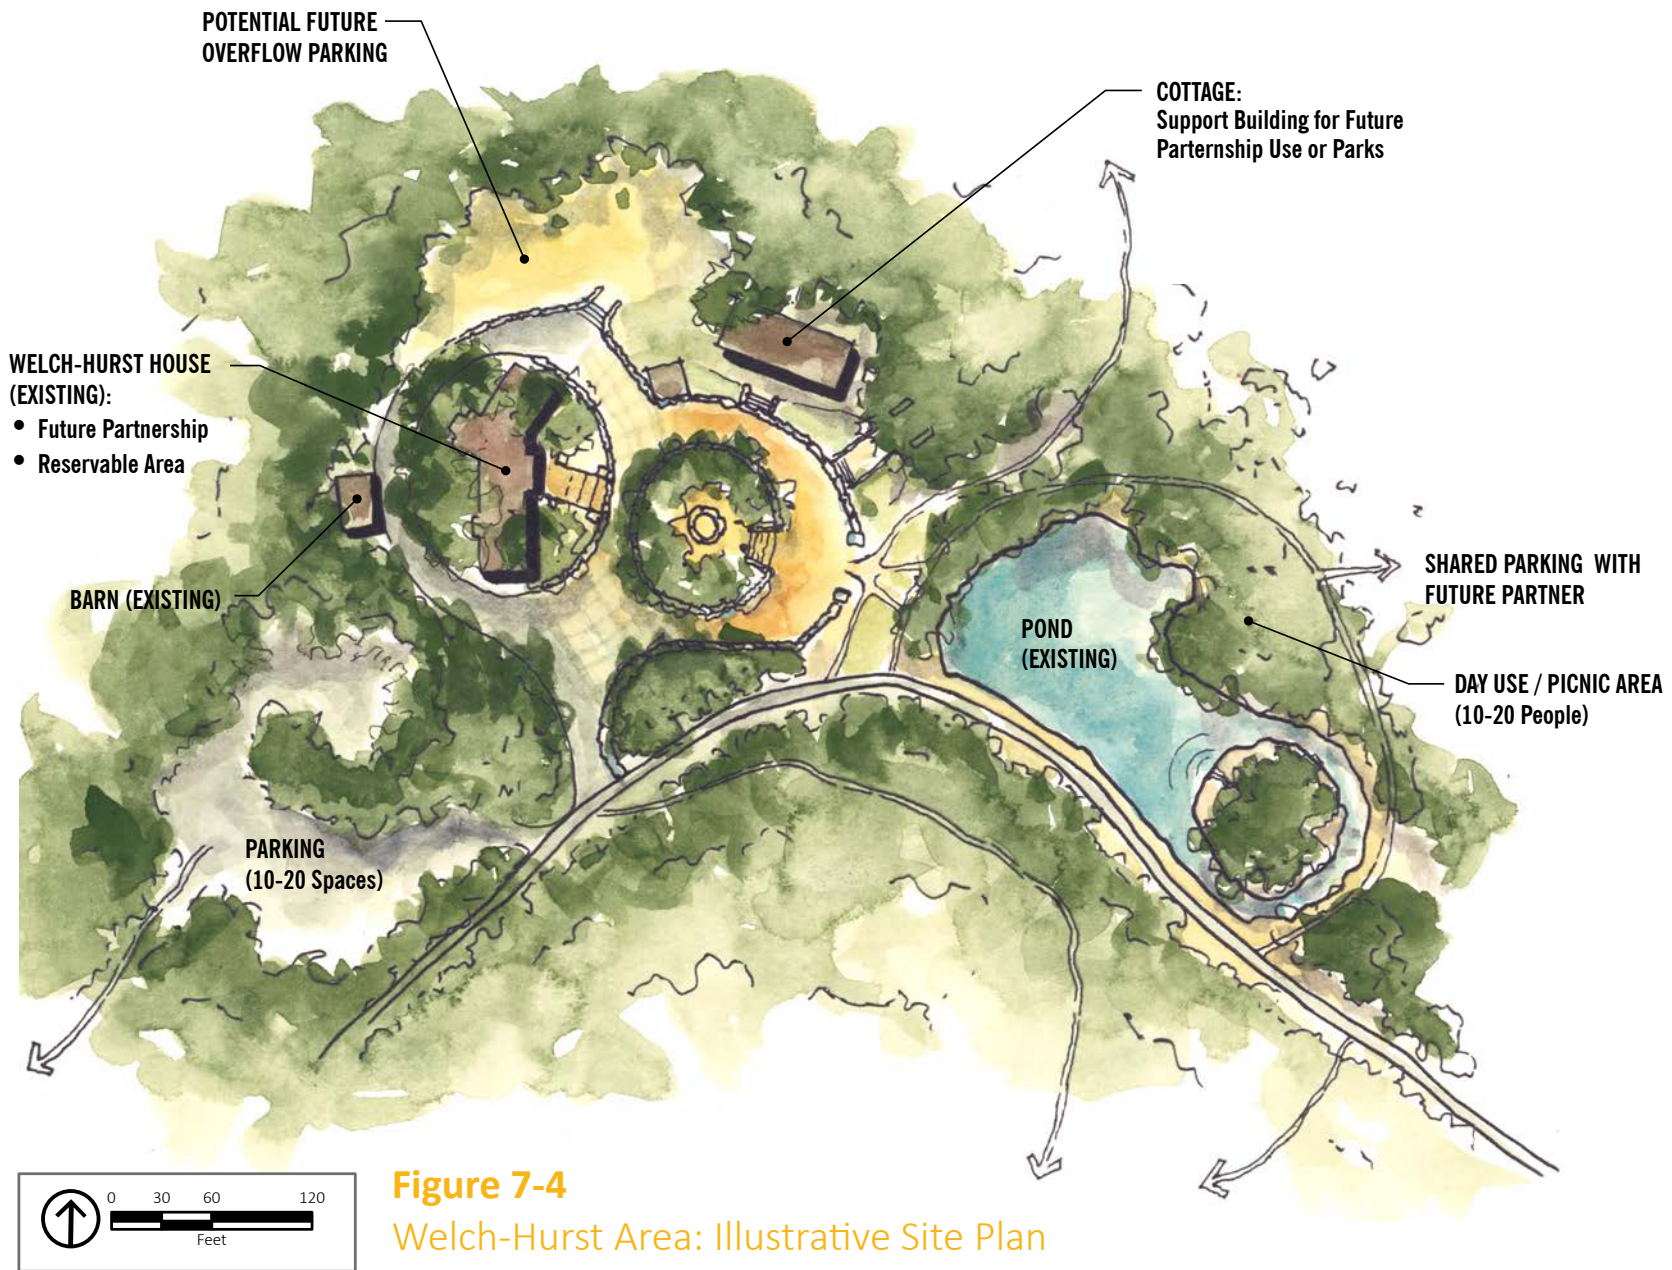 POTENTIAL FUTURE
OVERFLOW PARKING
COTTAGE:
Support Building for Future
Parternship Use or Parks
WELCH-HURST HOUSE
(EXISTING):
• Future Partnership
• Reservable Area
BARN (EXISTING)
SHARED PARKING WITH
FUTURE PARTNER
POND
(EXISTING)
DAY USE / PICNIC AREA
(10-20 People)
PARKING
(10-20 Spaces)
0 30 60 120
Feet
Figure 7-4
Welch-Hurst Area: Illustrative Site Plan